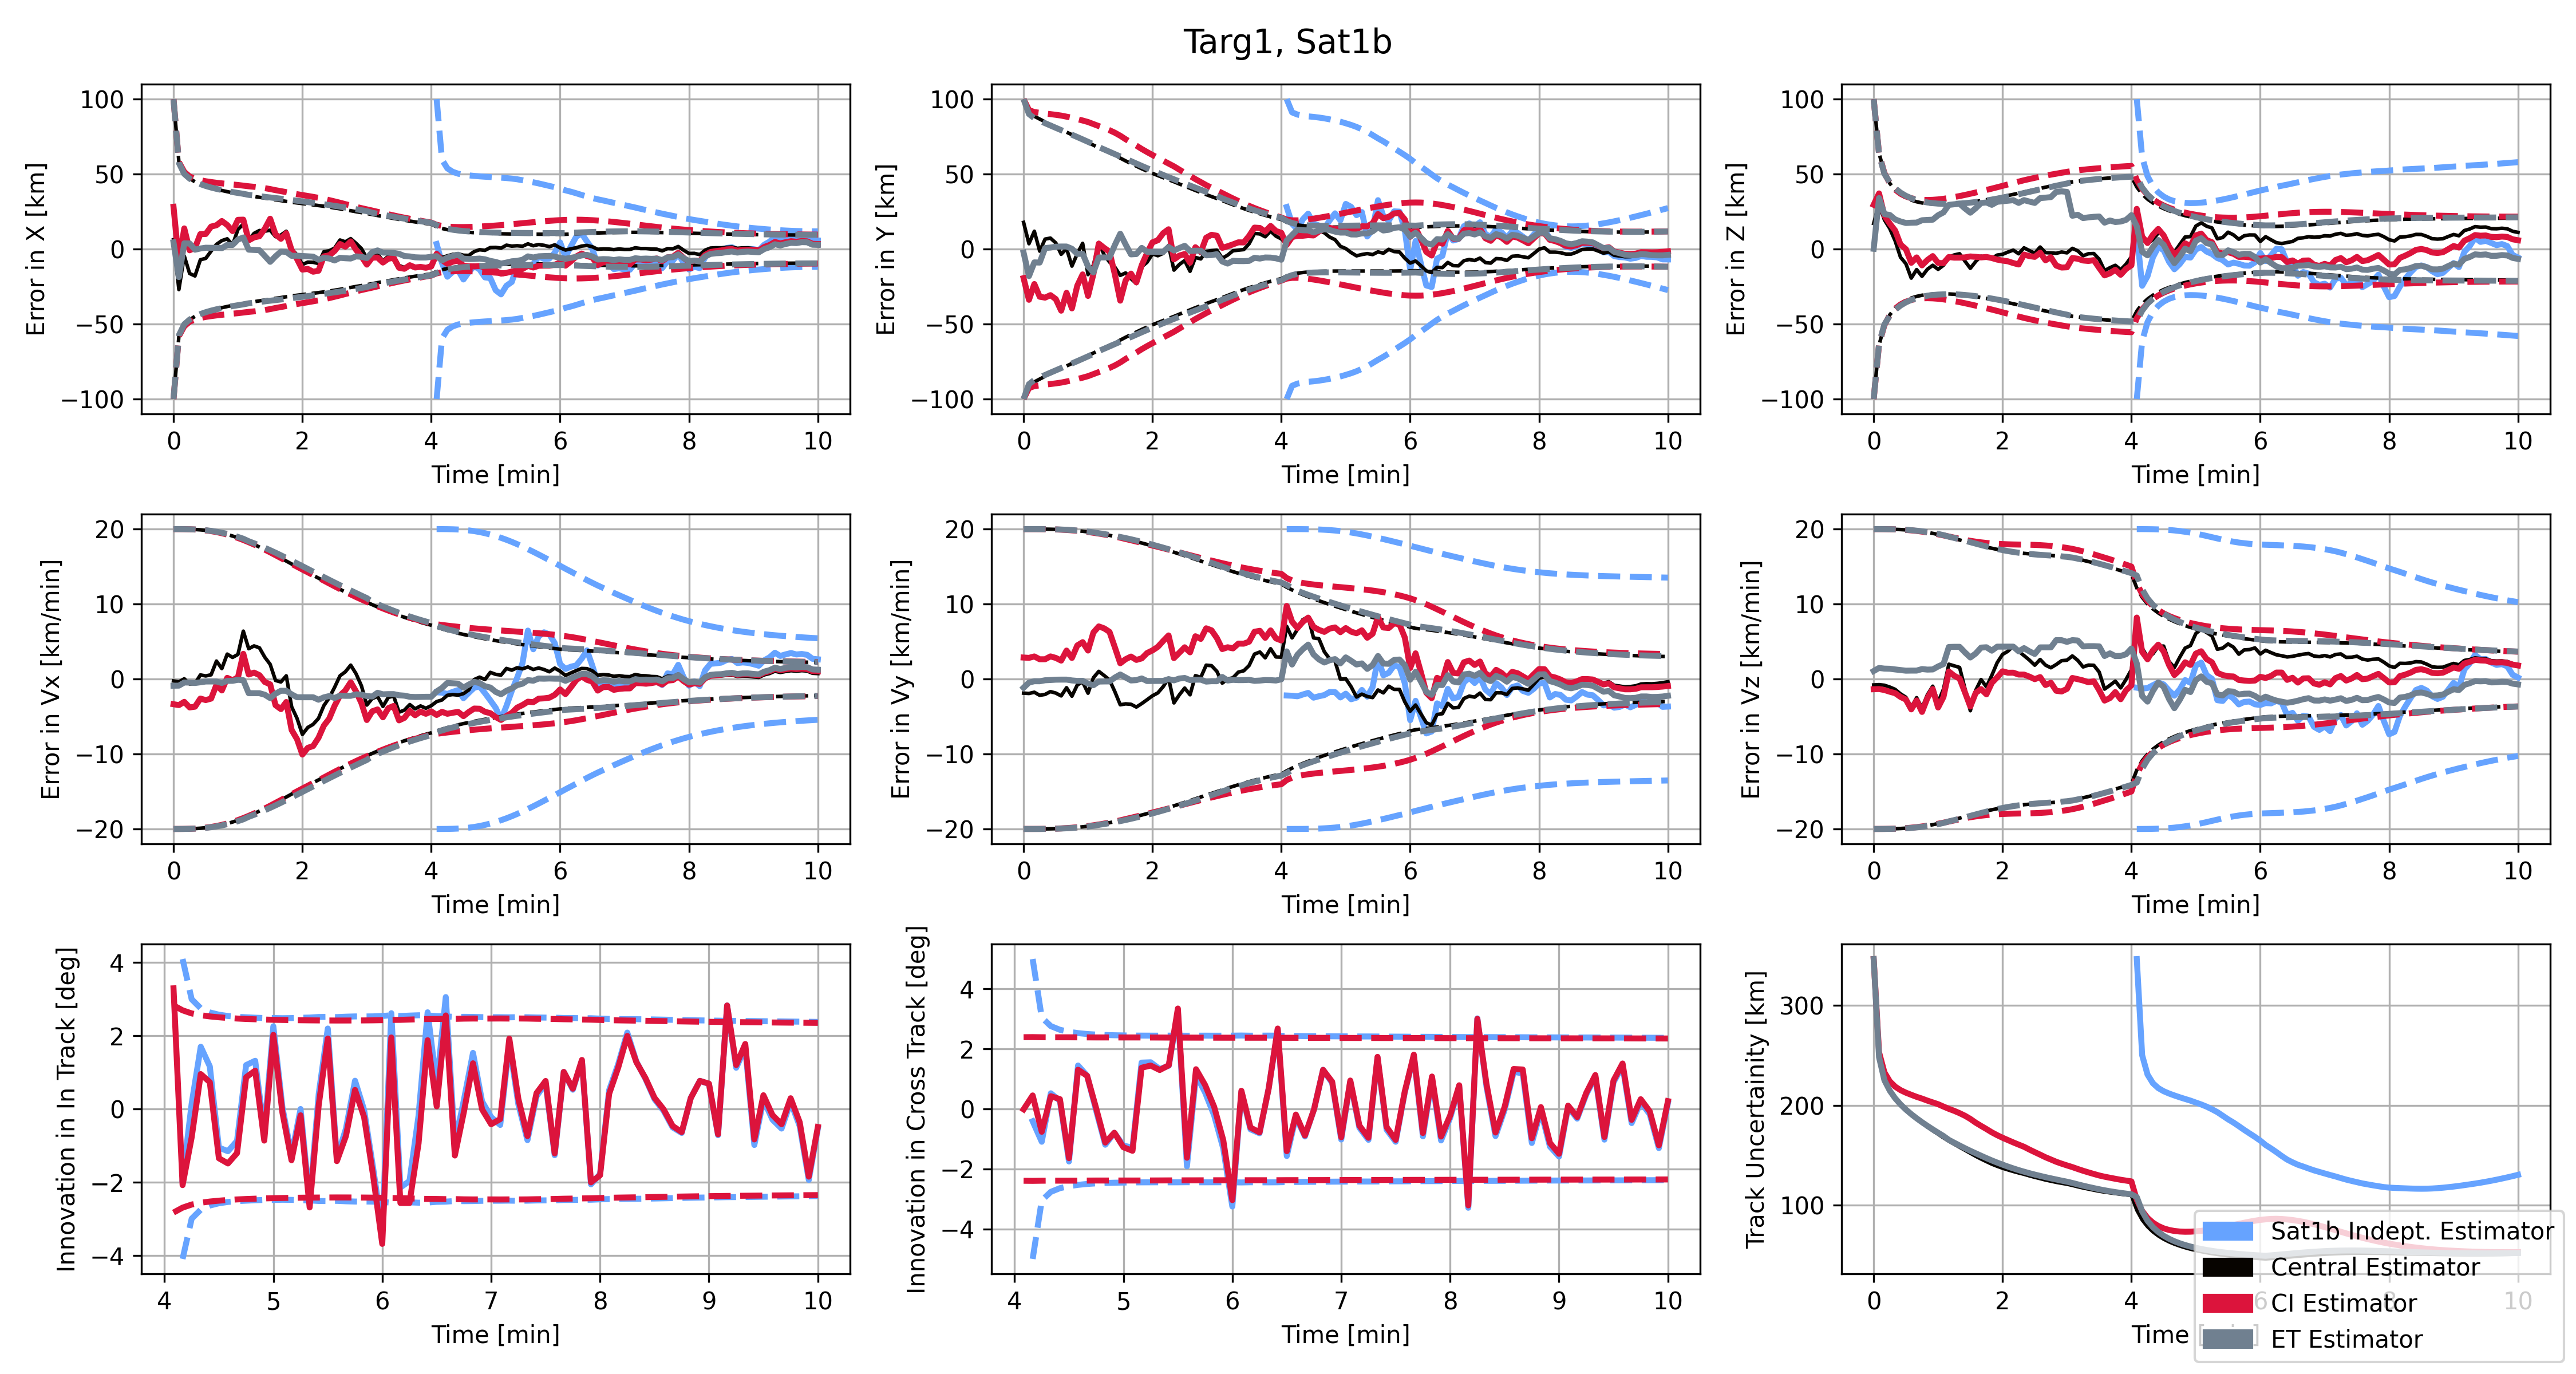 Targ1, Sat1b
Error in X [km]
100
50
0
−50
−100
0 2 4 6 8 10
Time [min]
Error in Y [km]
100
50
0
−50
−100
0 2 4 6 8 10
Time [min]
Error in Z [km]
100
50
0
−50
−100
0 2 4 6 8 10
Time [min]
Error in Vx [km/min]
20
10
0
−10
−20
0 2 4 6 8 10
Time [min]
Error in Vy [km/min]
20
10
0
−10
−20
0 2 4 6 8 10
Time [min]
Error in Vz [km/min]
20
10
0
−10
−20
0 2 4 6 8 10
Time [min]
Innovation in In Track [deg]
4
2
0
−2
−4
4 5 6 7 8 9 10
Time [min]
Innovation in Cross Track [deg]
4
2
0
−2
−4
4 5 6 7 8 9 10
Time [min]
Track Uncertainity [km]
300
200
100
0 2 4 6 8 10
Time [min]
Sat1b Indept. Estimator
Central Estimator
CI Estimator
ET Estimator